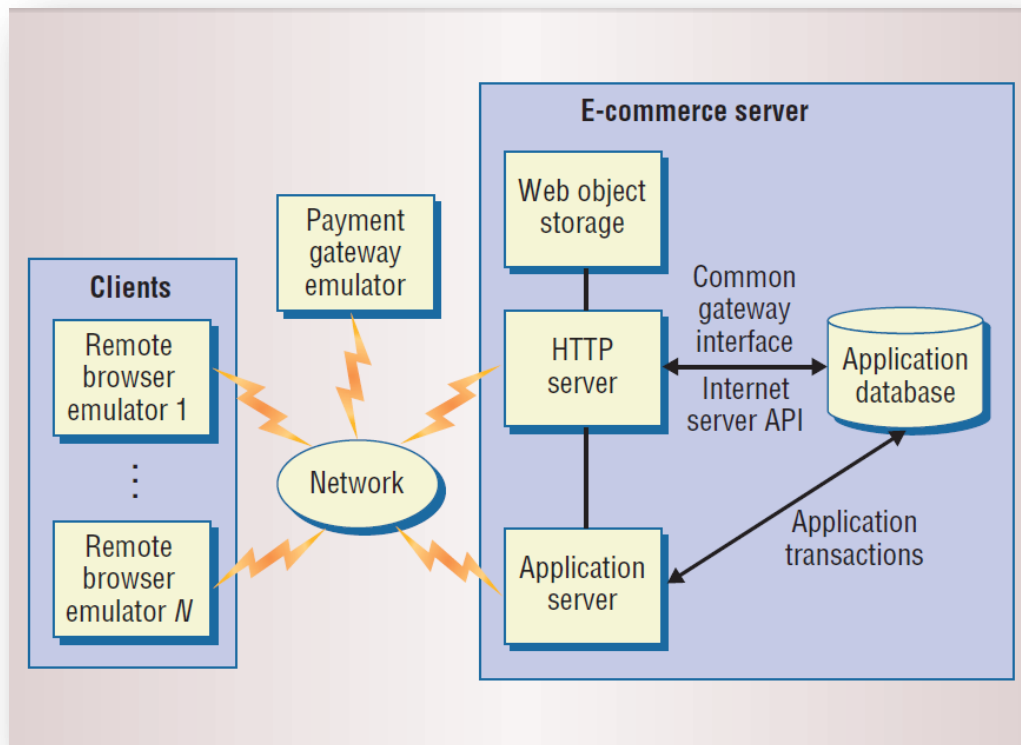 E-commerce server
Web object
storage
Payment
gateway
emulator
Clients
Common
gateway
interface
Remote
browser
emulator 1
HTTP
server
Application
database
Internet
server API
⋮
Network
Remote
browser
emulator N
Application
server
Application
transactions